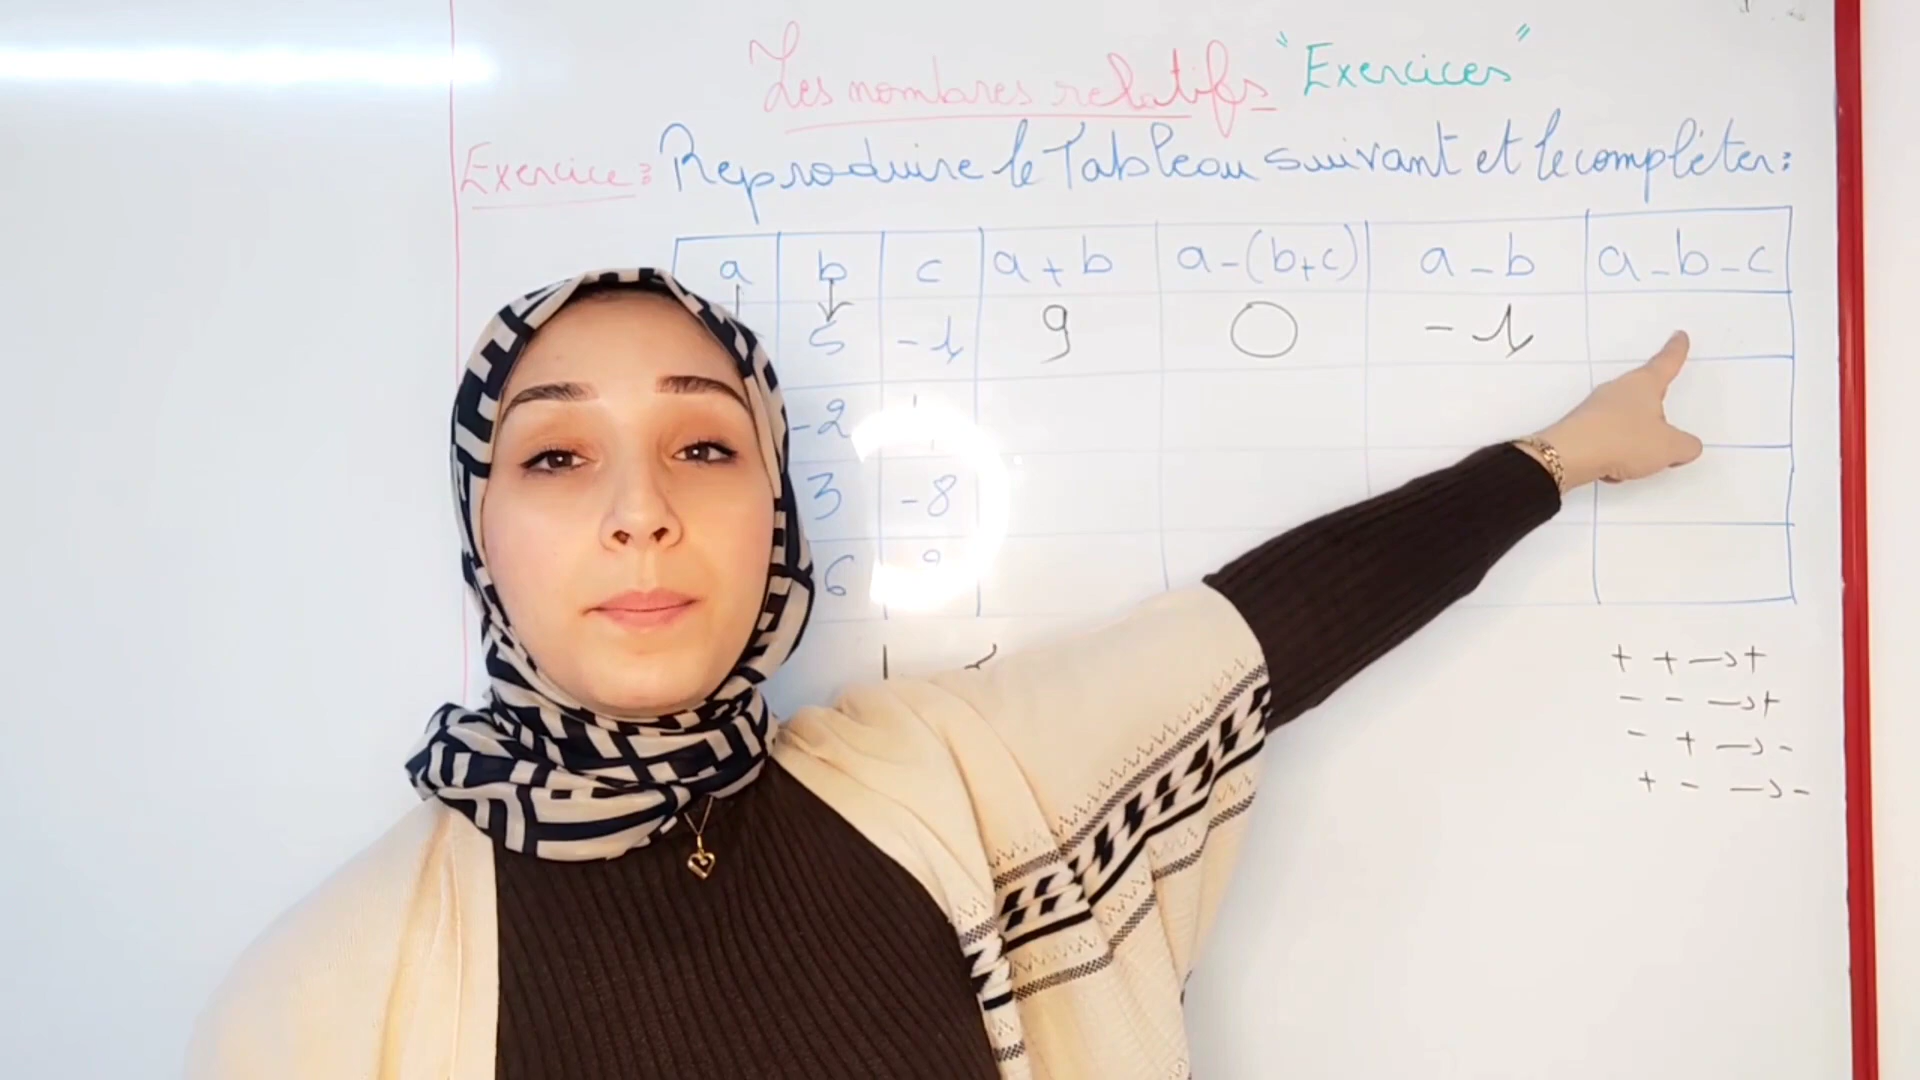 Les nombres relatifs "Exercices"
Exercice: Reproduire le Tableau suivant et le compléter:
a b c a+b a-(b+c) a-b a-b-c
5 -1 9 0 -1
-2
3 -8
6
+ + → +
- - → +
- + → -
+ - → -